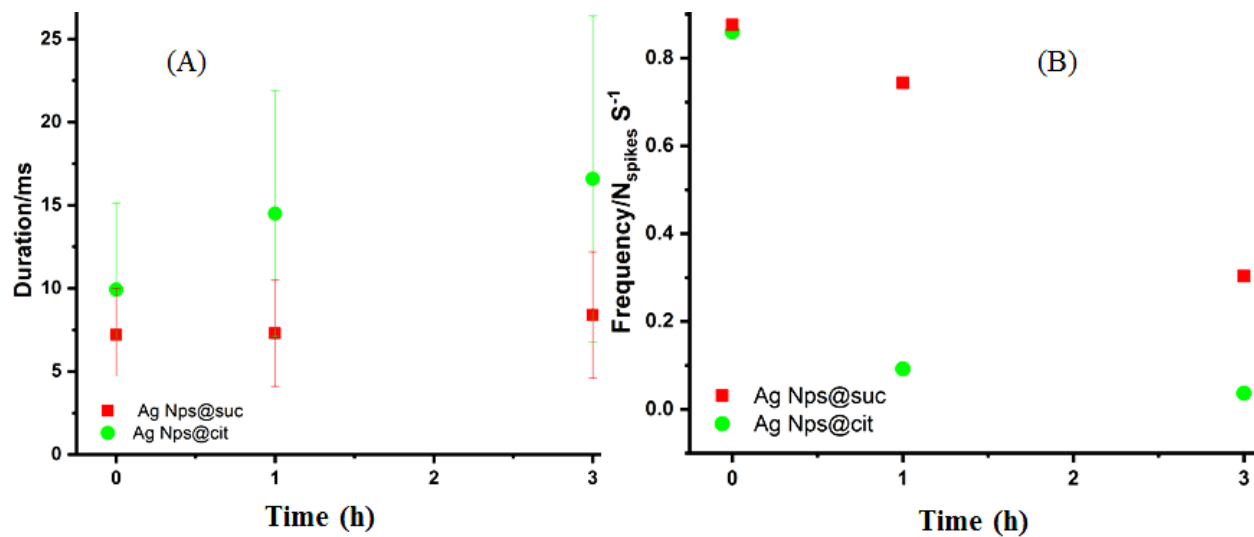 (A)
Duration/ms
25
20
15
10
5
0
Ag Nps@suc
Ag Nps@cit
0 1 2 3
Time (h)
(B)
Frequency/N_spikes S⁻¹
0.8
0.6
0.4
0.2
0.0
Ag Nps@suc
Ag Nps@cit
0 1 2 3
Time (h)